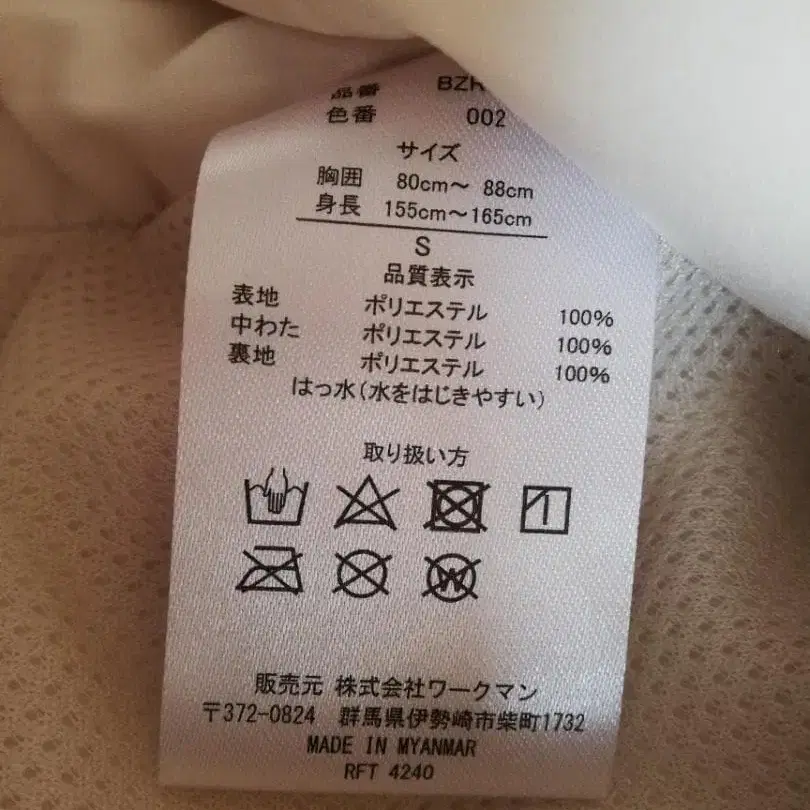 品番 BZR
色番 002
サイズ
胸囲 80cm～ 88cm
身長 155cm～165cm
S
品質表示
表地 ポリエステル 100%
中わた ポリエステル 100%
裏地 ポリエステル 100%
はっ水(水をはじきやすい)
取り扱い方
W
販売元 株式会社ワークマン
〒372-0824 群馬県伊勢崎市柴町1732
MADE IN MYANMAR
RFT 4240